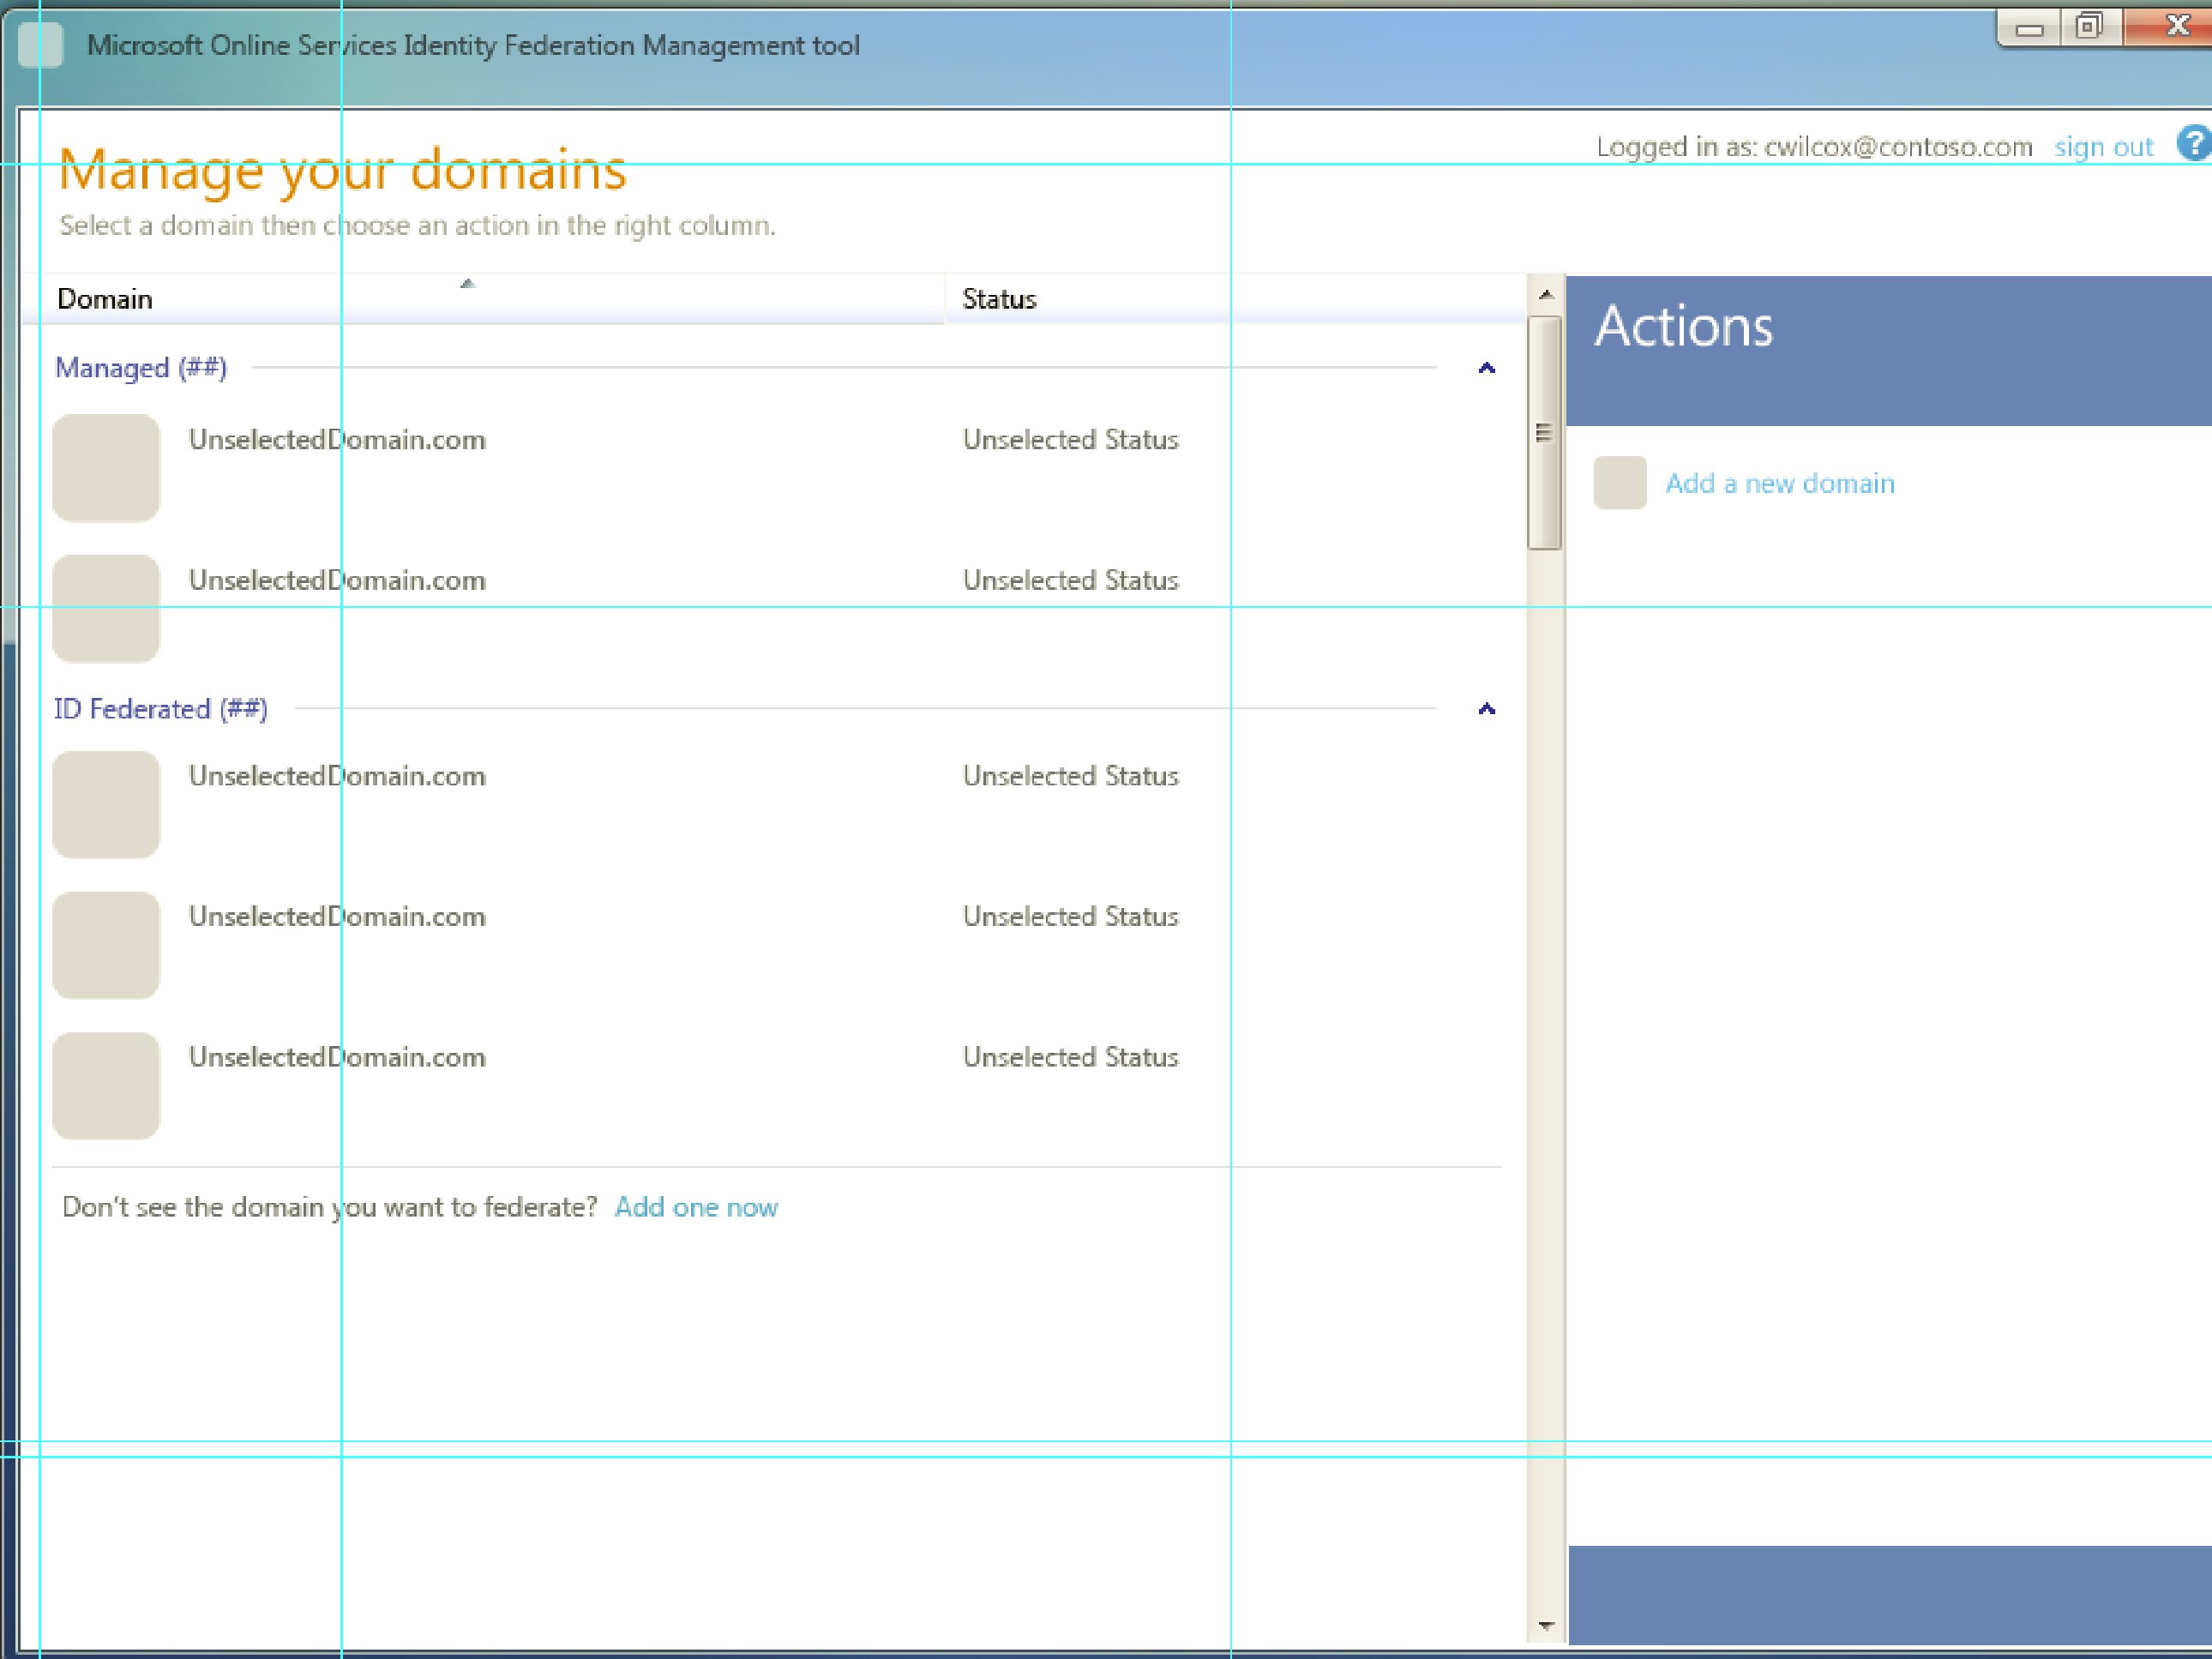 Microsoft Online Services Identity Federation Management tool
Logged in as: cwilcox@contoso.com sign out ?
Manage your domains
Select a domain then choose an action in the right column.
Domain Status
Actions
Managed (##)
UnselectedDomain.com Unselected Status
Add a new domain
UnselectedDomain.com Unselected Status
ID Federated (##)
UnselectedDomain.com Unselected Status
UnselectedDomain.com Unselected Status
UnselectedDomain.com Unselected Status
Don't see the domain you want to federate? Add one now